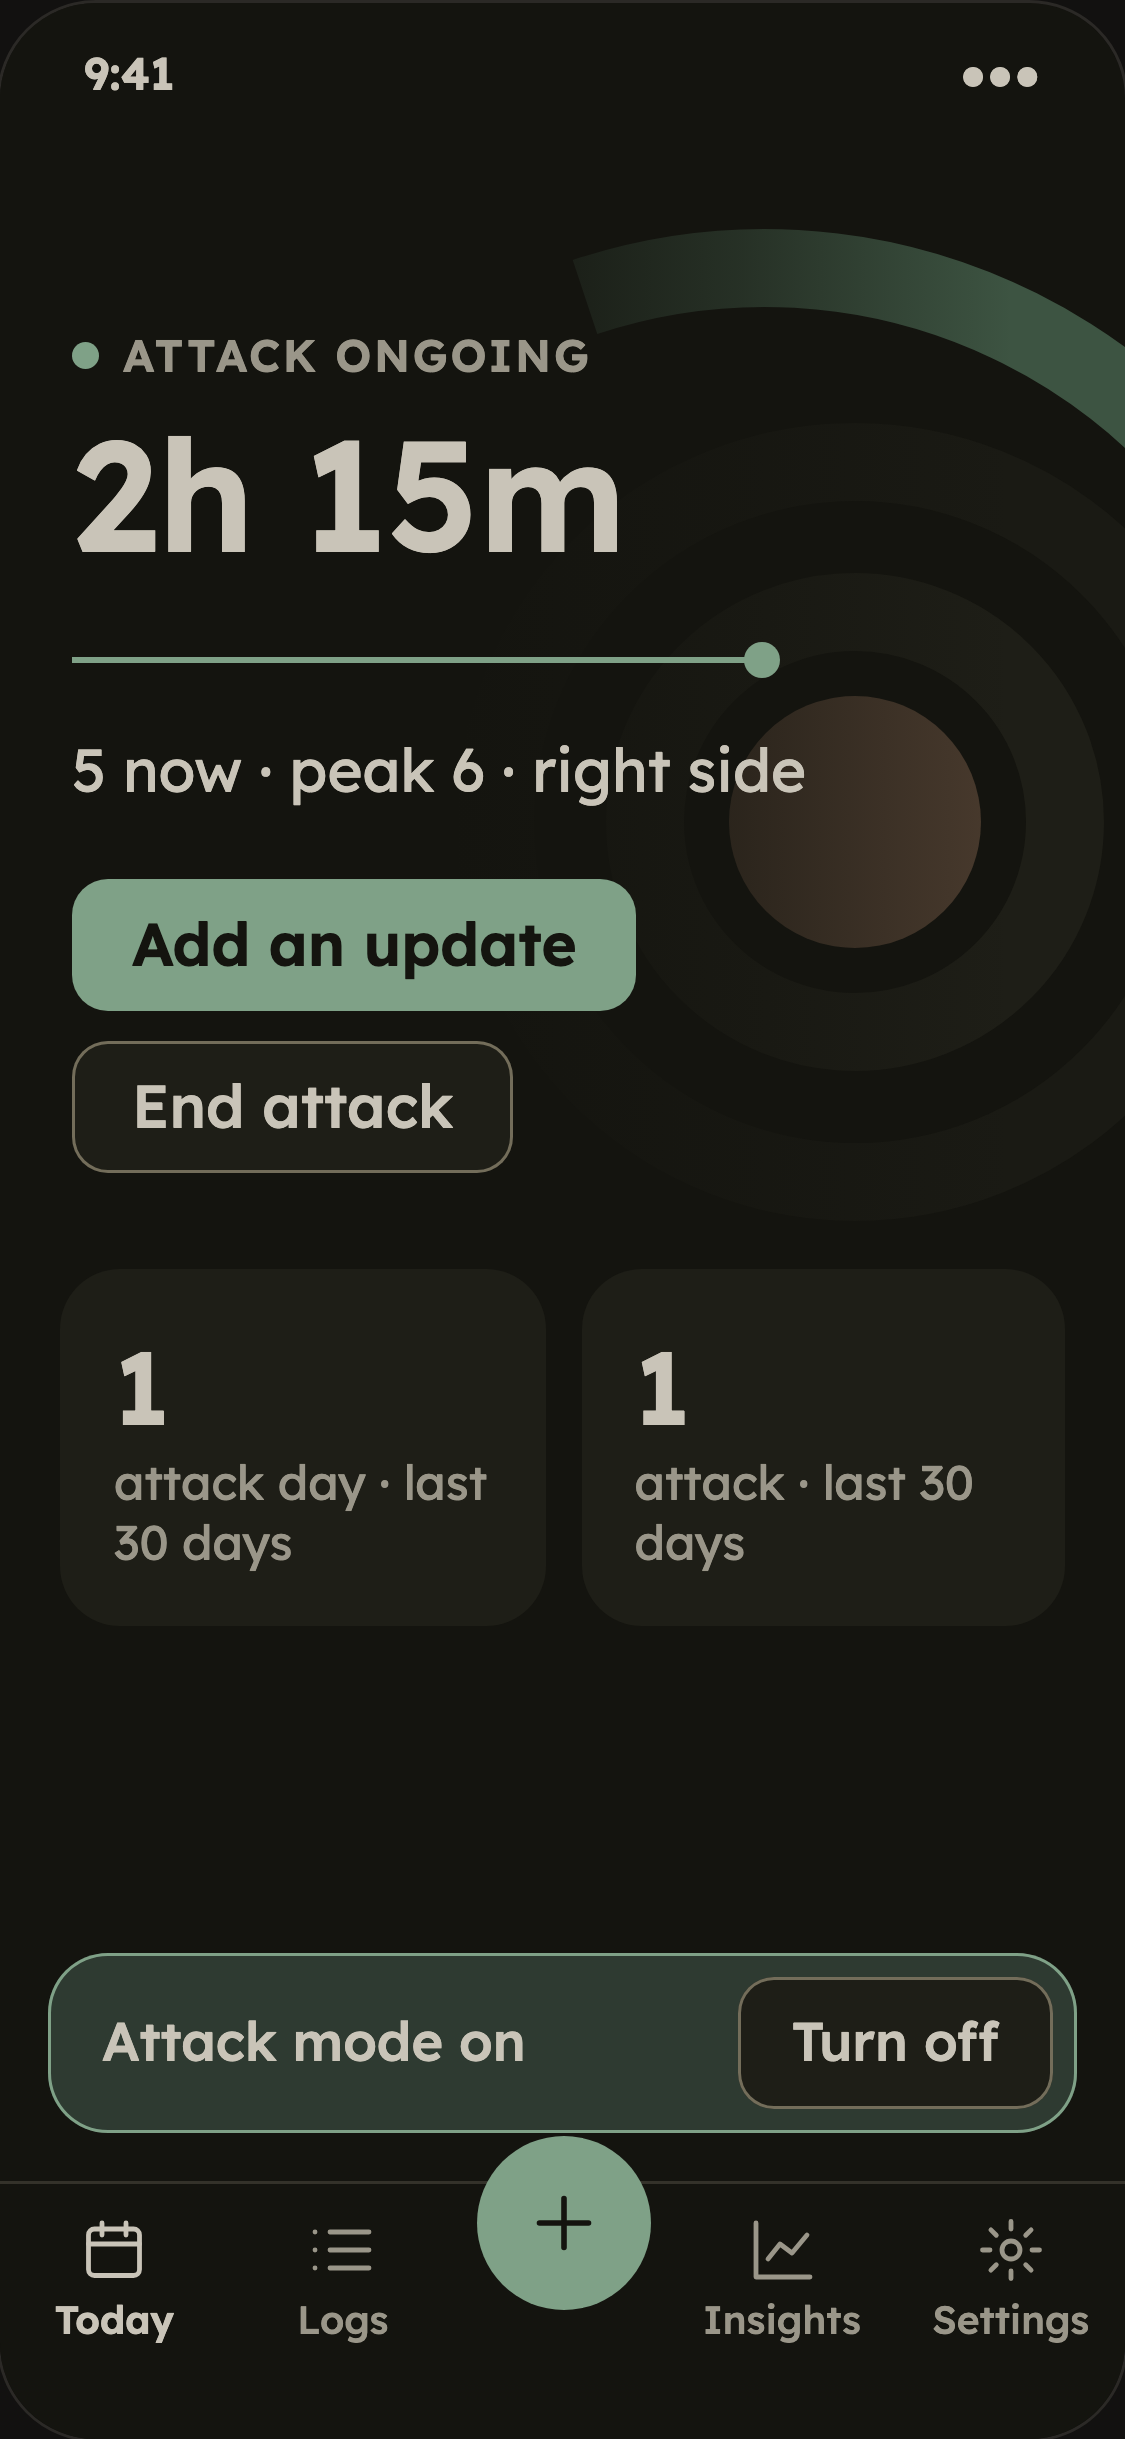 9:41
ATTACK ONGOING
2h 15m
5 now · peak 6 · right side
Add an update
End attack
1
attack day · last
30 days
1
attack · last 30
days
Attack mode on
Turn off
Today
Logs
Insights
Settings